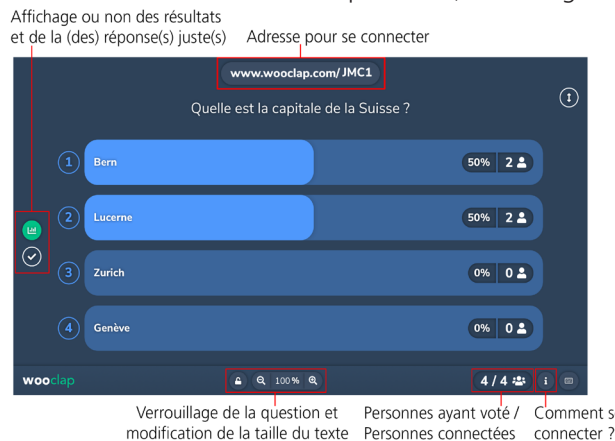 Affichage ou non des résultats
et de la (des) réponse(s) juste(s)
Adresse pour se connecter
www.wooclap.com/JMC1
Quelle est la capitale de la Suisse ?
1 Bern 50% 2
2 Lucerne 50% 2
3 Zurich 0% 0
4 Genève 0% 0
wooclap 100 % 4 / 4 i
Verrouillage de la question et
modification de la taille du texte
Personnes ayant voté /
Personnes connectées
Comment s
connecter ?